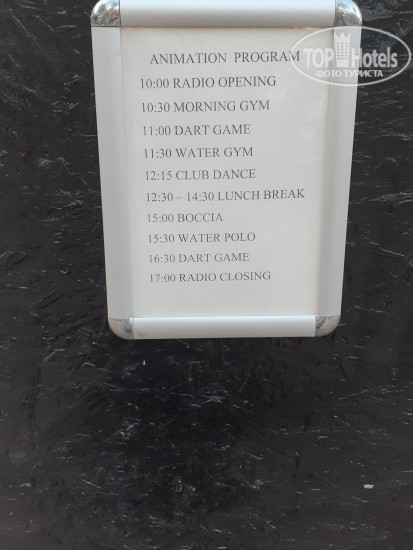 TOP Hotels
ФОТО ТУРИСТА
ANIMATION PROGRAM
10:00 RADIO OPENING
10:30 MORNING GYM
11:00 DART GAME
11:30 WATER GYM
12:15 CLUB DANCE
12:30 – 14:30 LUNCH BREAK
15:00 BOCCIA
15:30 WATER POLO
16:30 DART GAME
17:00 RADIO CLOSING